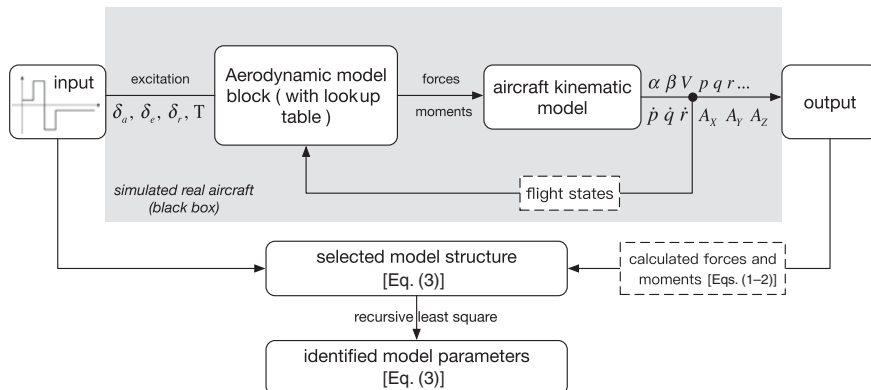 input
excitation
δa, δe, δr, T
Aerodynamic model
block ( with lookup
table )
forces
moments
aircraft kinematic
model
α β V p q r ...
ṗ q̇ ṙ AX AY AZ
output
flight states
simulated real aircraft
(black box)
selected model structure
[Eq. (3)]
calculated forces and
moments [Eqs. (1–2)]
recursive least square
identified model parameters
[Eq. (3)]